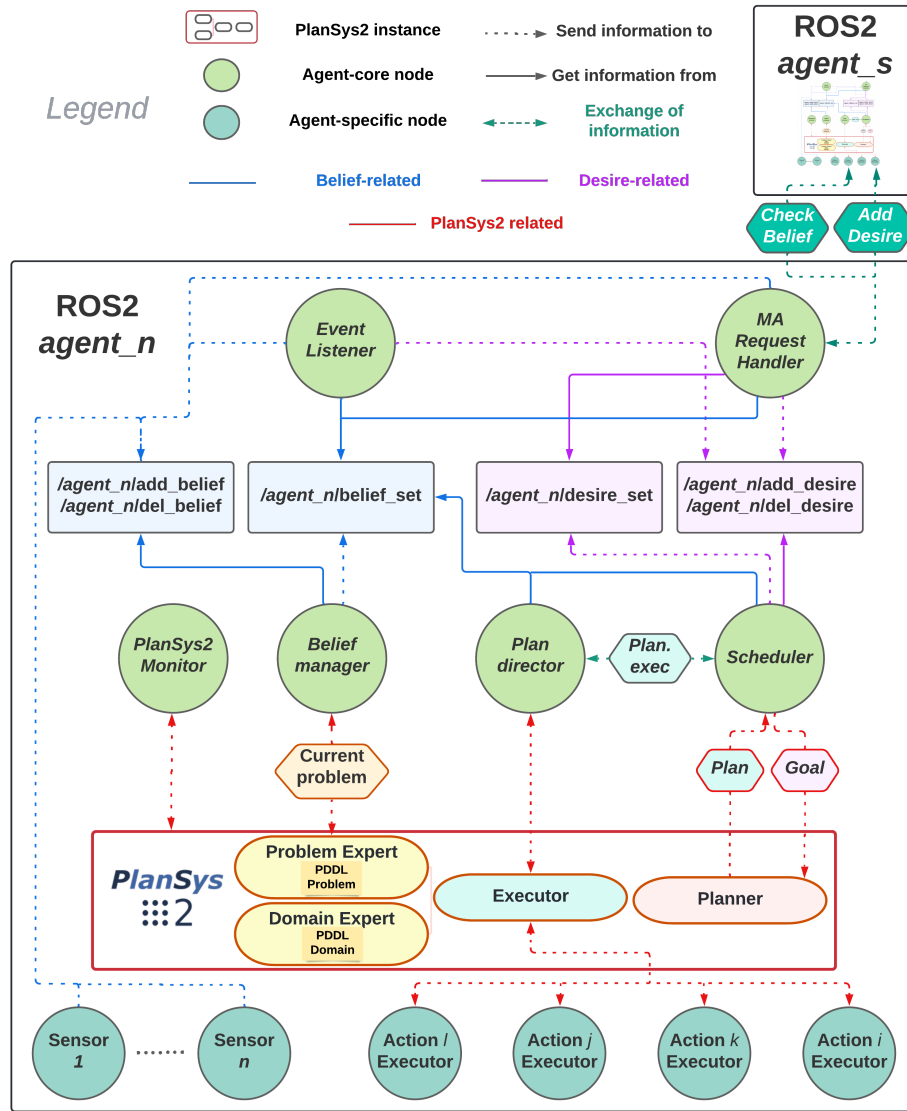 Legend
PlanSys2 instance
Send information to
Agent-core node
Get information from
Agent-specific node
Exchange of
information
Belief-related
Desire-related
PlanSys2 related
ROS2
agent_s
Check
Belief
Add
Desire
ROS2
agent_n
Event
Listener
MA
Request
Handler
/agent_n/add_belief
/agent_n/del_belief
/agent_n/belief_set
/agent_n/desire_set
/agent_n/add_desire
/agent_n/del_desire
PlanSys2
Monitor
Belief
manager
Plan
director
Plan.
exec
Scheduler
Current
problem
Plan
Goal
PlanSys
2
Problem Expert
PDDL
Problem
Domain Expert
PDDL
Domain
Executor
Planner
Sensor
1
Sensor
n
Action l
Executor
Action j
Executor
Action k
Executor
Action i
Executor